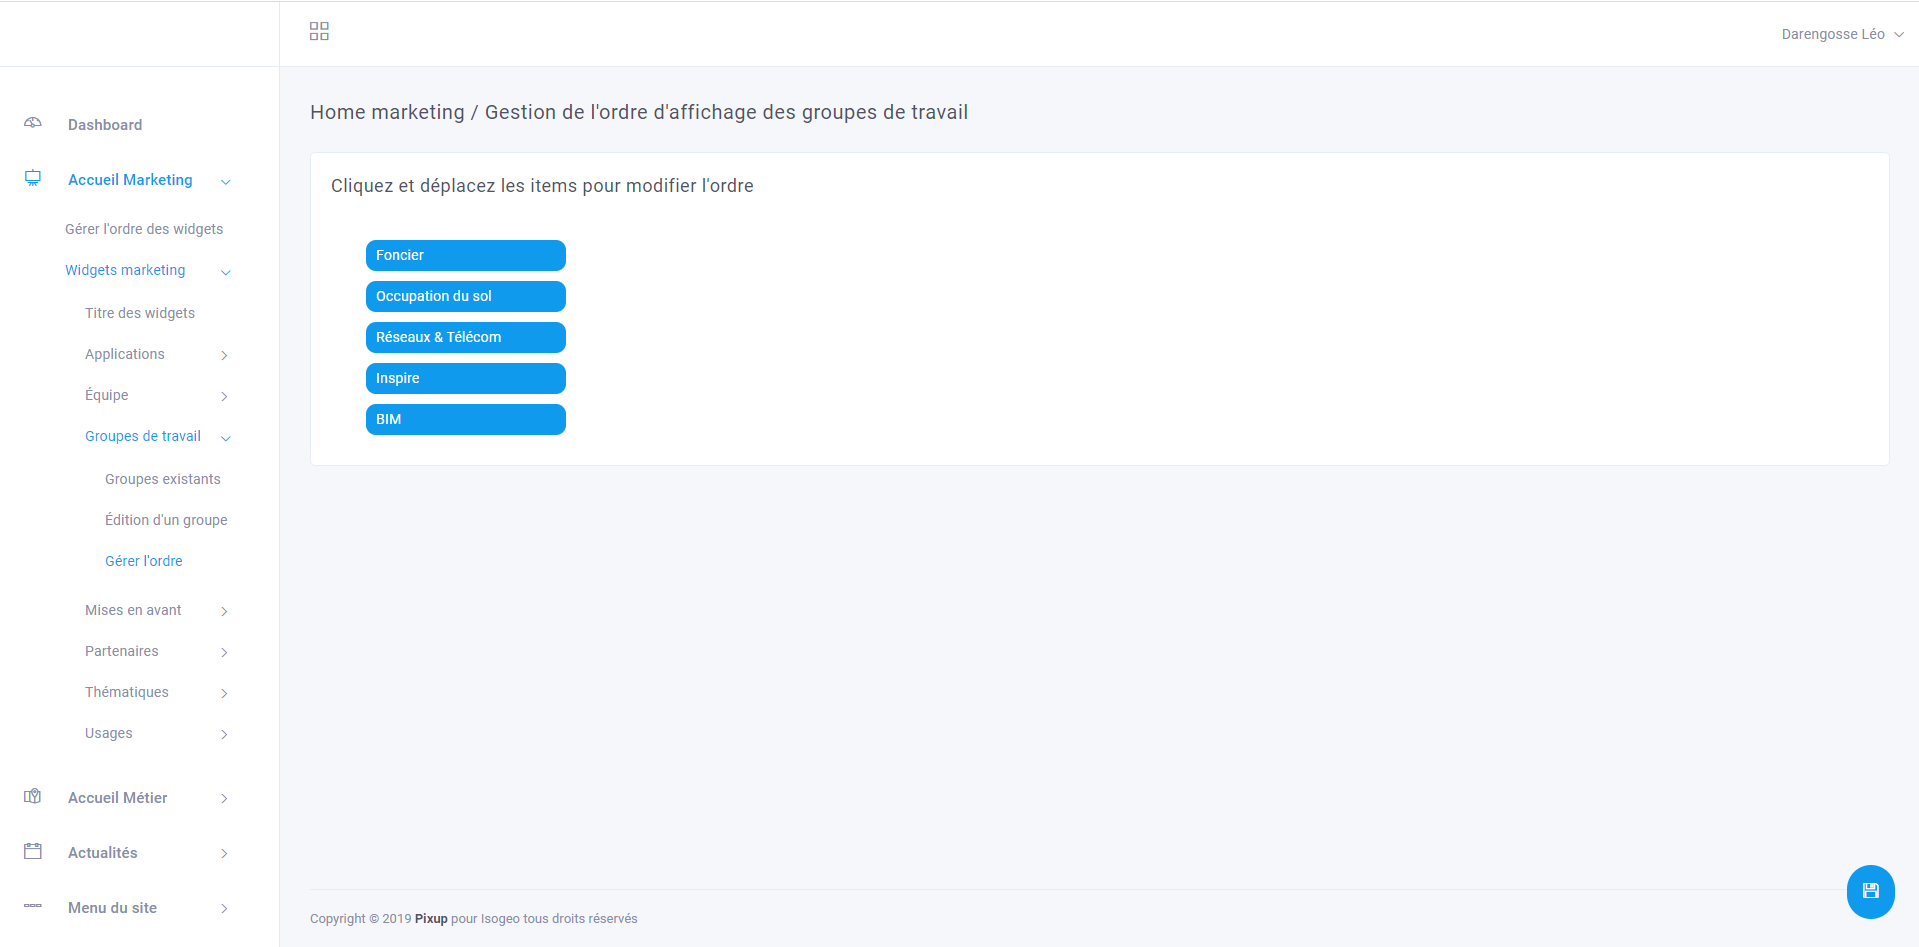 Darengosse Léo
Dashboard
Accueil Marketing
Gérer l'ordre des widgets
Widgets marketing
Titre des widgets
Applications
Équipe
Groupes de travail
Groupes existants
Édition d'un groupe
Gérer l'ordre
Mises en avant
Partenaires
Thématiques
Usages
Accueil Métier
Actualités
Menu du site
Home marketing / Gestion de l'ordre d'affichage des groupes de travail
Cliquez et déplacez les items pour modifier l'ordre
Foncier
Occupation du sol
Réseaux & Télécom
Inspire
BIM
Copyright © 2019 Pixup pour Isogeo tous droits réservés